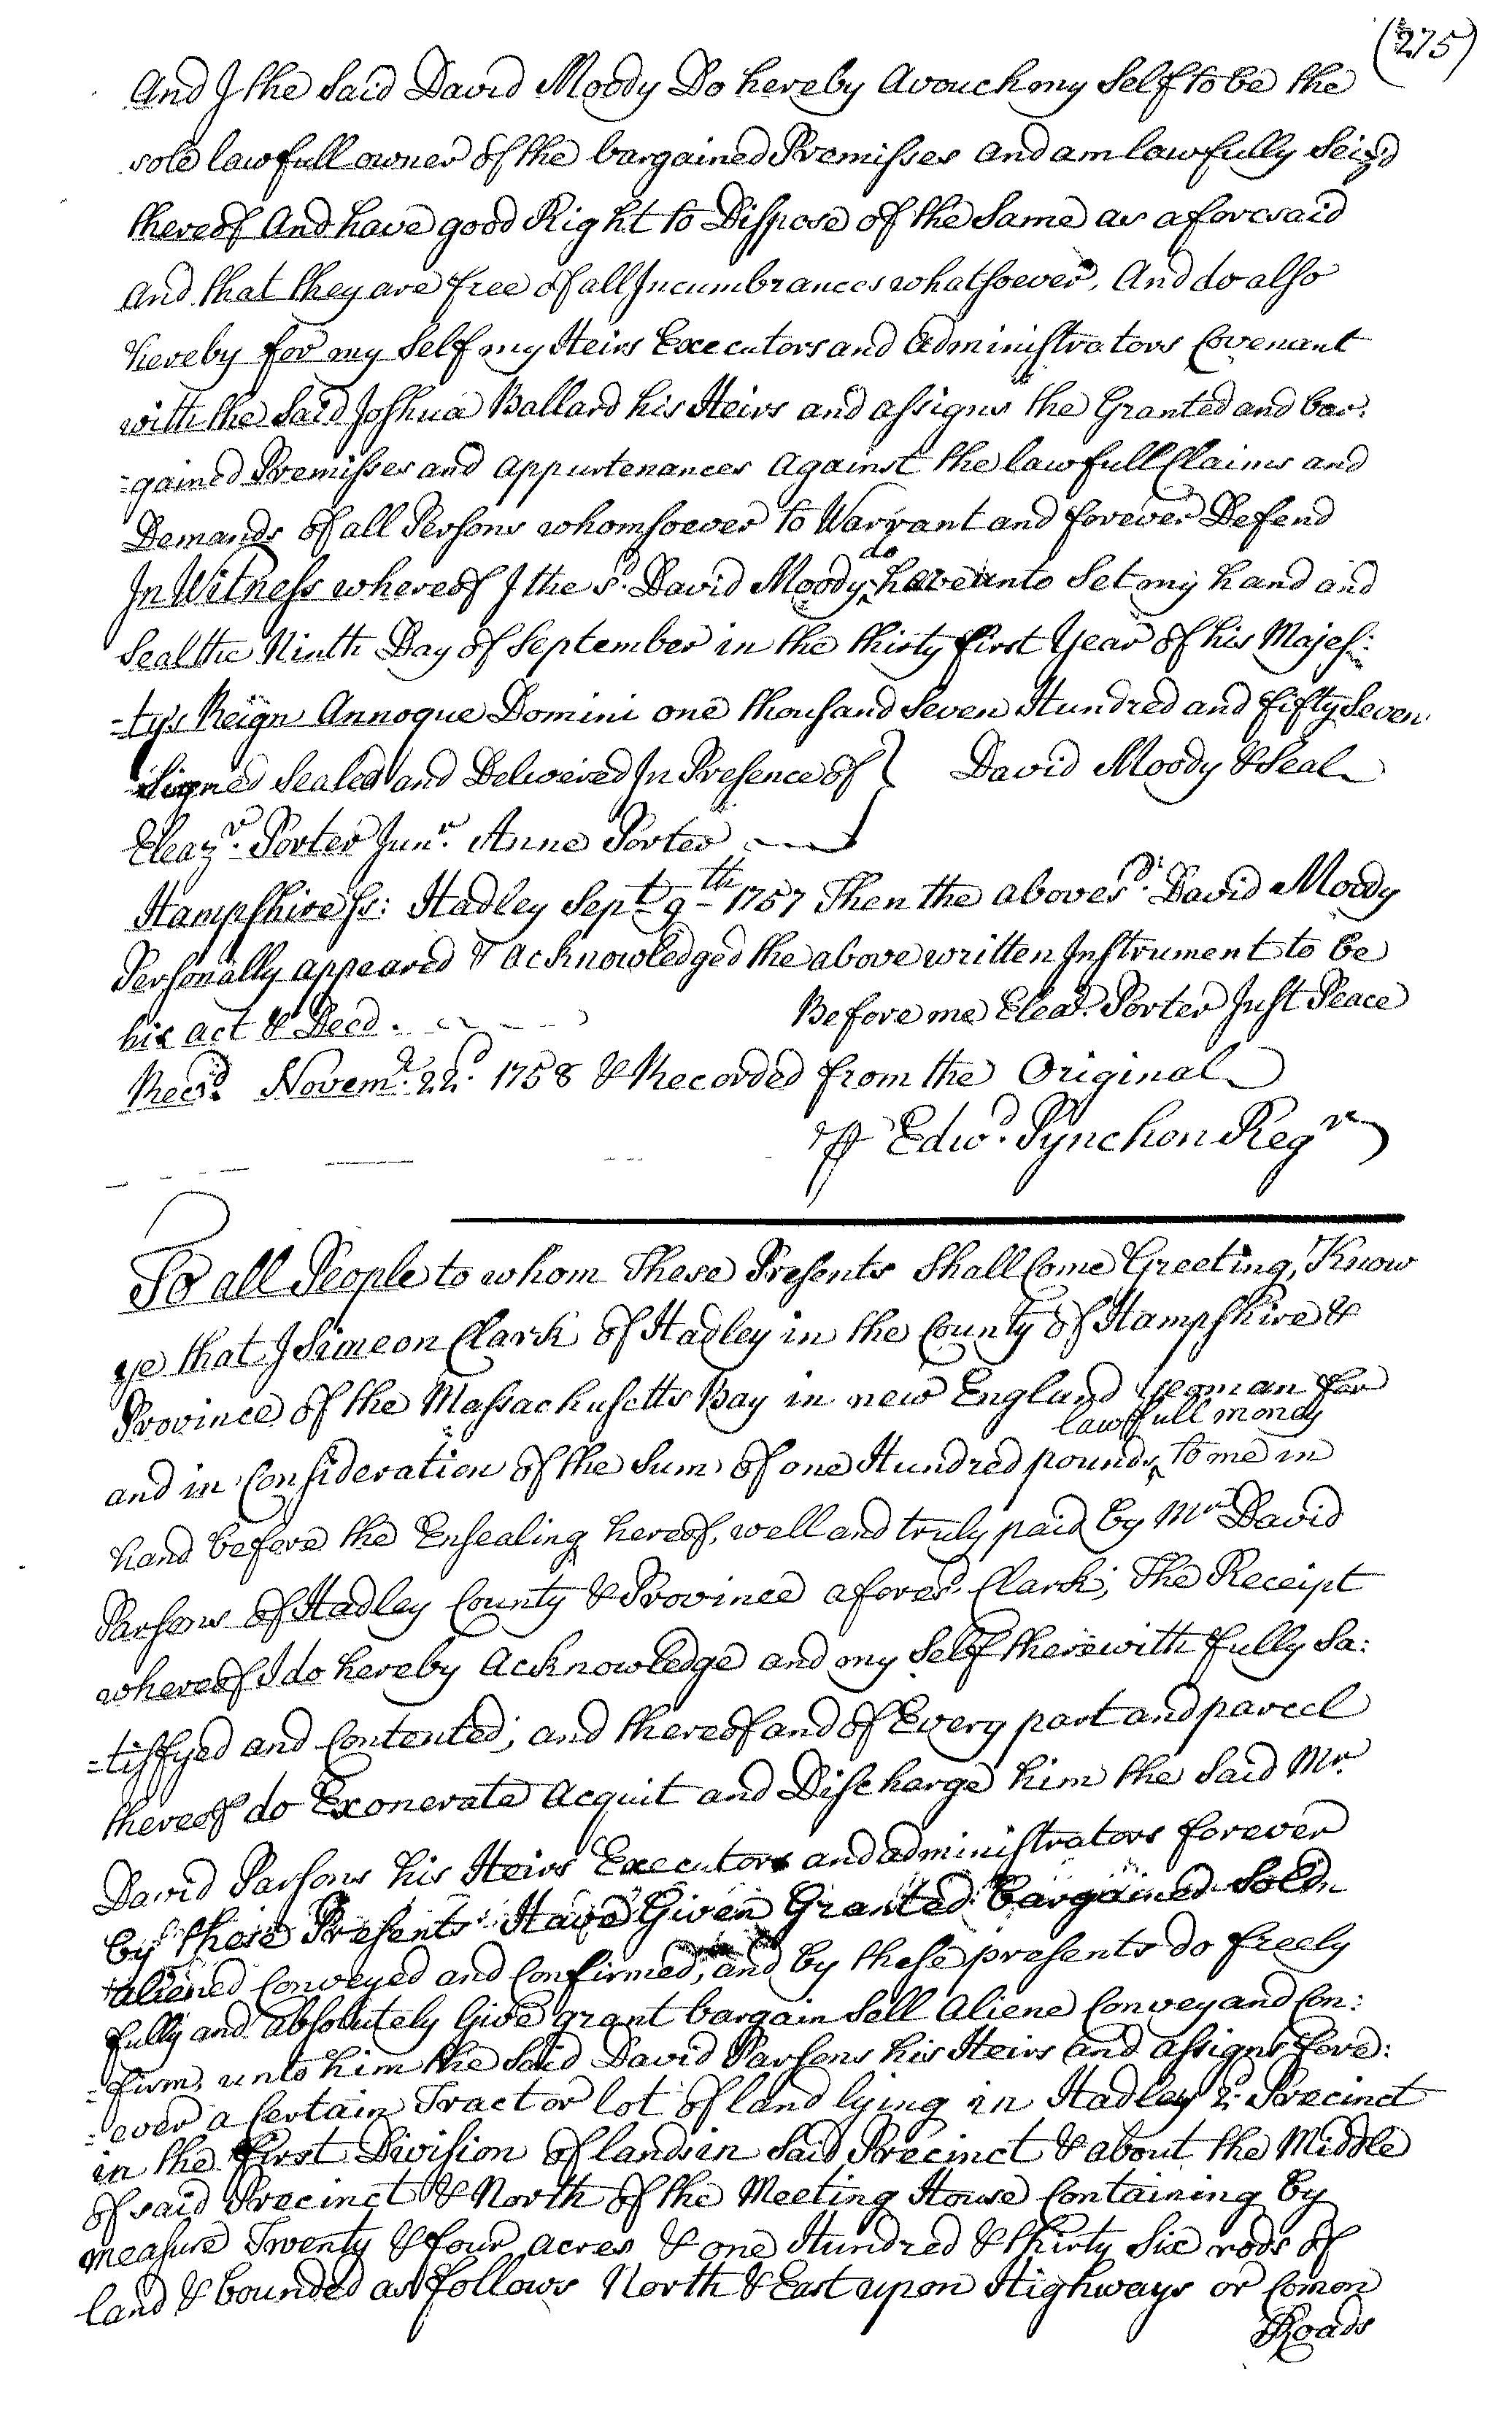 (275)
And I the Said David Moody Do hereby Avouch my Self to be the
sole lawfull owner of the bargained Premisses and am lawfully Seiz'd
thereof And have good Right to Dispose of the Same as aforesaid
And that they are free of all Incumbrances whatsoever, And do also
hereby for my Self my Heirs Executors and Administrators Covenant
with the Said Joshua Ballard his Heirs and assigns the Granted and bar:
=gained Premisses and appurtenances Against the lawfull Claims and
Demands of all Persons whomsoever to Warrant and forever Defend
In Witness whereof I the sd. David Moody do hereunto Set my hand and
Seal the Ninth Day of September in the thirty first Year of his Majes:
=tys Reign Annoque Domini one thousand Seven Hundred and fifty Seven
Signed Sealed and Delivered In Presence of } David Moody & Seal
Eleazr. Porter Junr. Anne Porter
Hampshire ss: Hadley Sept. 9th 1757 Then the abovesd. David Moody
Personally appeared & acknowledged the above written Instrument to be
his act & Deed. Before me Eleazr. Porter Just Peace
Recd. Novemr. 22d. 1758 & Recorded from the Original
⅌ Edwd. Pynchon Regr
To all People to whom These Presents Shall Come Greeting, Know
ye that I Simeon Clark of Hadley in the County of Hampshire &
Province of the Massachusetts Bay in new England yeoman for
and in Consideration of the Sum of one Hundred pounds lawfull money to me in
hand before the Ensealing hereof, well and truly paid by Mr David
Parsons of Hadley County & Province aforesd. Clark; The Receipt
whereof I do hereby Acknowledge and my Self therewith fully Sa:
=tisfyed and Contented; and thereof and of Every part and parcel
thereof do Exonerate Acquit and Discharge him the Said Mr.
David Parsons his Heirs Executors and administrators forever
by these Presents Have Given Granted bargained Sold
aliened Conveyed and Confirmed, and by these presents do freely
fully and absolutely Give grant bargain Sell Aliene Convey and Con:
=firm, unto him the Said David Parsons his Heirs and assigns fore:
=ever a Certain Tract or lot of land lying in Hadley 2d. Precinct
in the First Division of lands in Said Precinct & about the Middle
of said Precinct & North of the Meeting House Containing by
measure Twenty & four acres & one Hundred & thirty Six rods of
land & bounded as follows North & East upon Highways or Comon
Roads